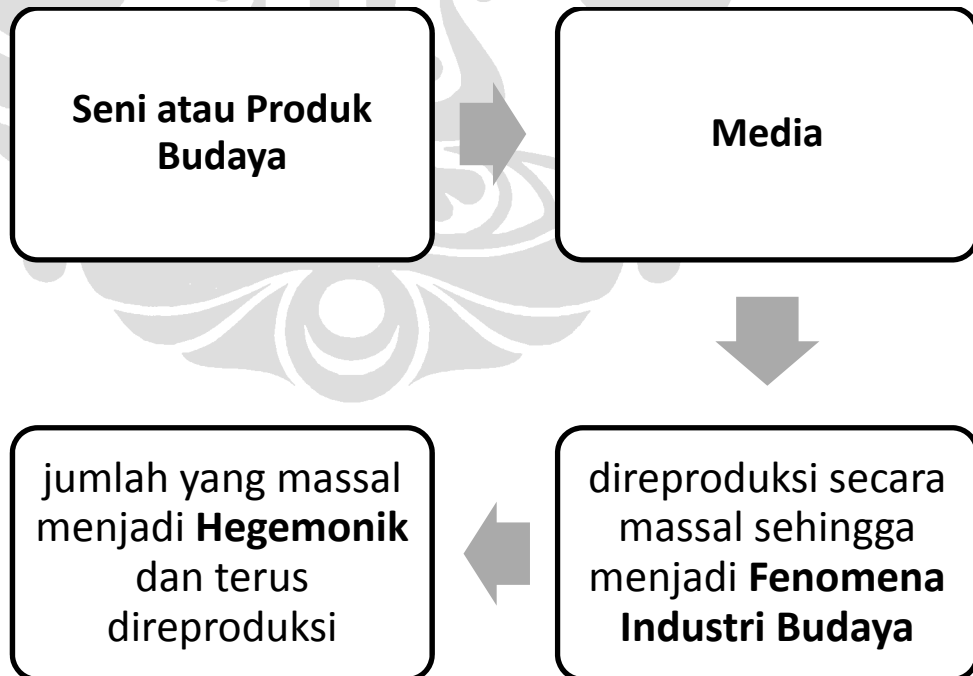 Seni atau Produk
Budaya
Media
direproduksi secara
massal sehingga
menjadi Fenomena
Industri Budaya
jumlah yang massal
menjadi Hegemonik
dan terus
direproduksi